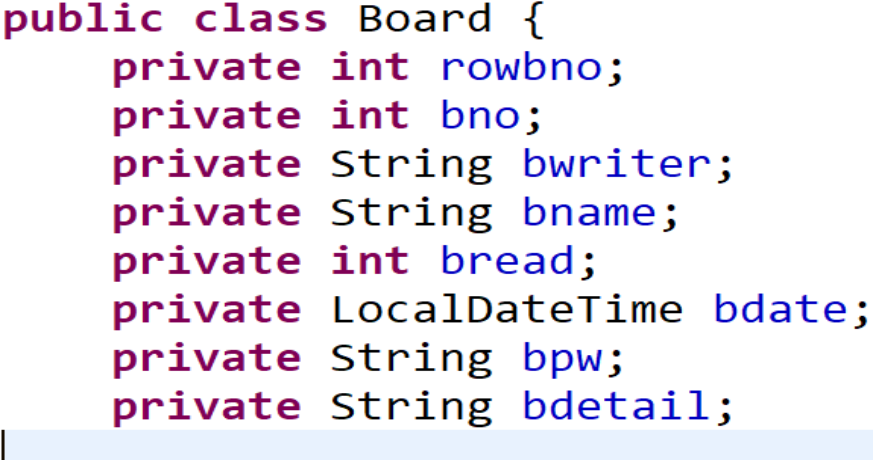 public class Board {
private int rowbno;
private int bno;
private String bwriter;
private String bname;
private int bread;
private LocalDateTime bdate;
private String bpw;
private String bdetail;